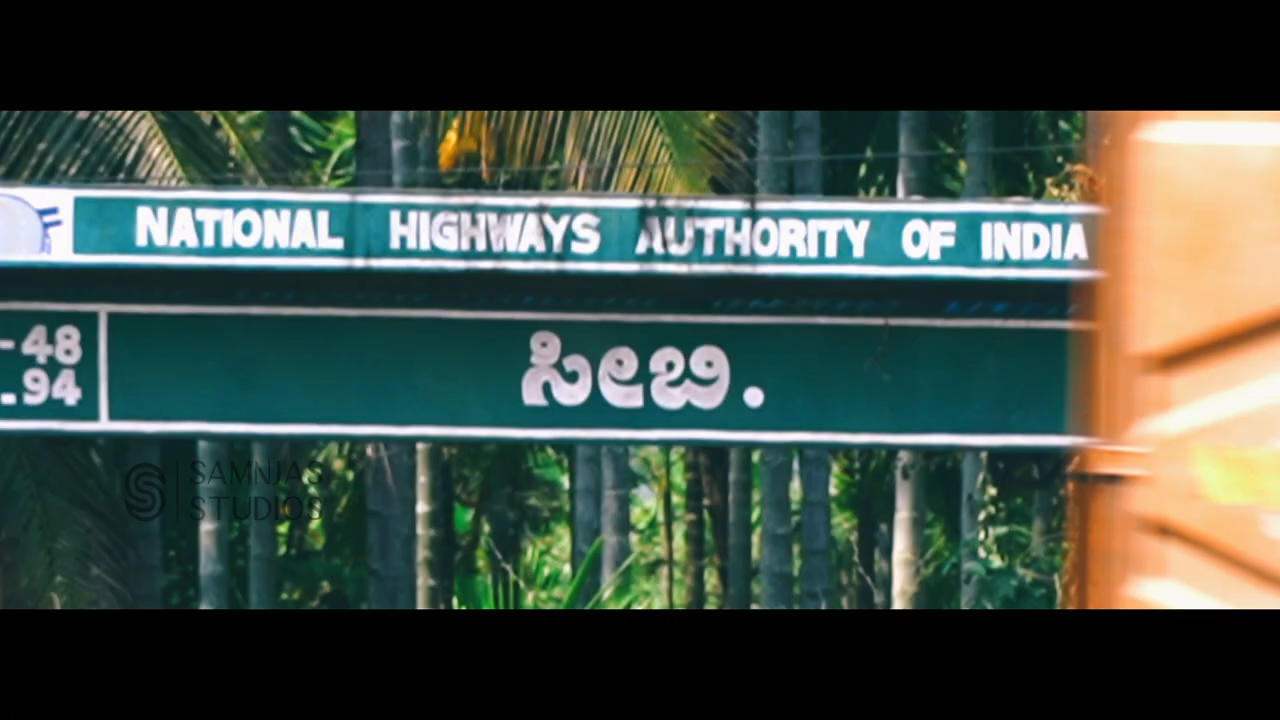 NATIONAL HIGHWAYS AUTHORITY OF INDIA
-48
.94
ಸೀಬಿ.
SAMNJAS
STUDIOS